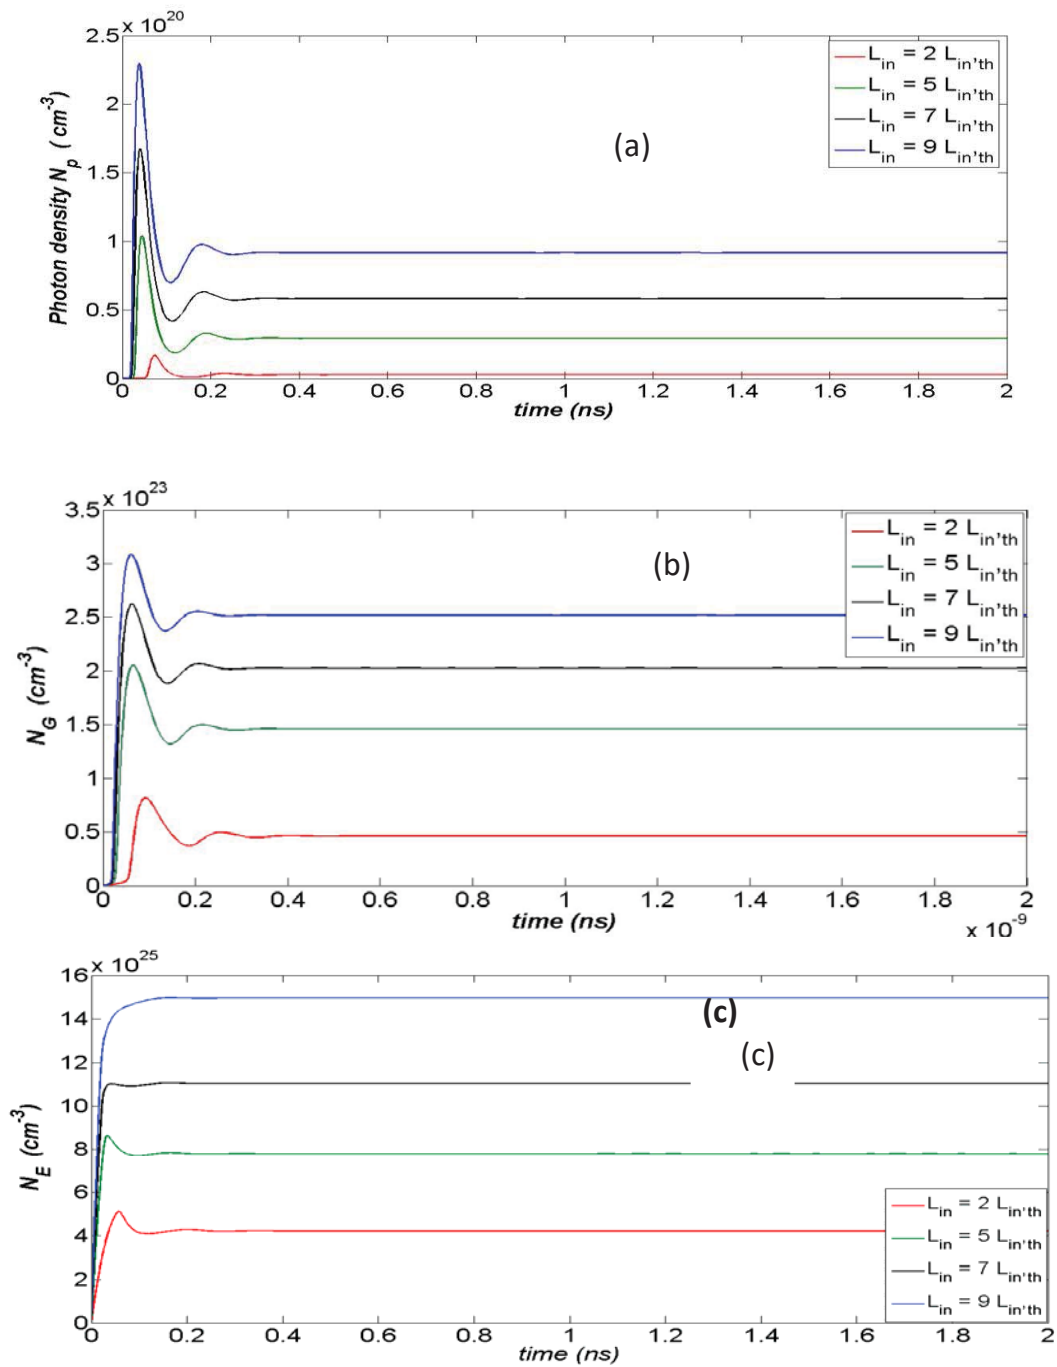 x 10^20
2.5
2
1.5
1
0.5
0
Photon density N_p (cm^-3)
L_in = 2 L_in'th
L_in = 5 L_in'th
L_in = 7 L_in'th
L_in = 9 L_in'th
(a)
0 0.2 0.4 0.6 0.8 1 1.2 1.4 1.6 1.8 2
time (ns)
x 10^23
3.5
3
2.5
2
1.5
1
0.5
0
N_G (cm^-3)
L_in = 2 L_in'th
L_in = 5 L_in'th
L_in = 7 L_in'th
L_in = 9 L_in'th
(b)
0 0.2 0.4 0.6 0.8 1 1.2 1.4 1.6 1.8 2
time (ns)
x 10^-9
x 10^25
16
14
12
10
8
6
4
2
0
N_E (cm^-3)
(c)
(c)
L_in = 2 L_in'th
L_in = 5 L_in'th
L_in = 7 L_in'th
L_in = 9 L_in'th
0 0.2 0.4 0.6 0.8 1 1.2 1.4 1.6 1.8 2
time (ns)